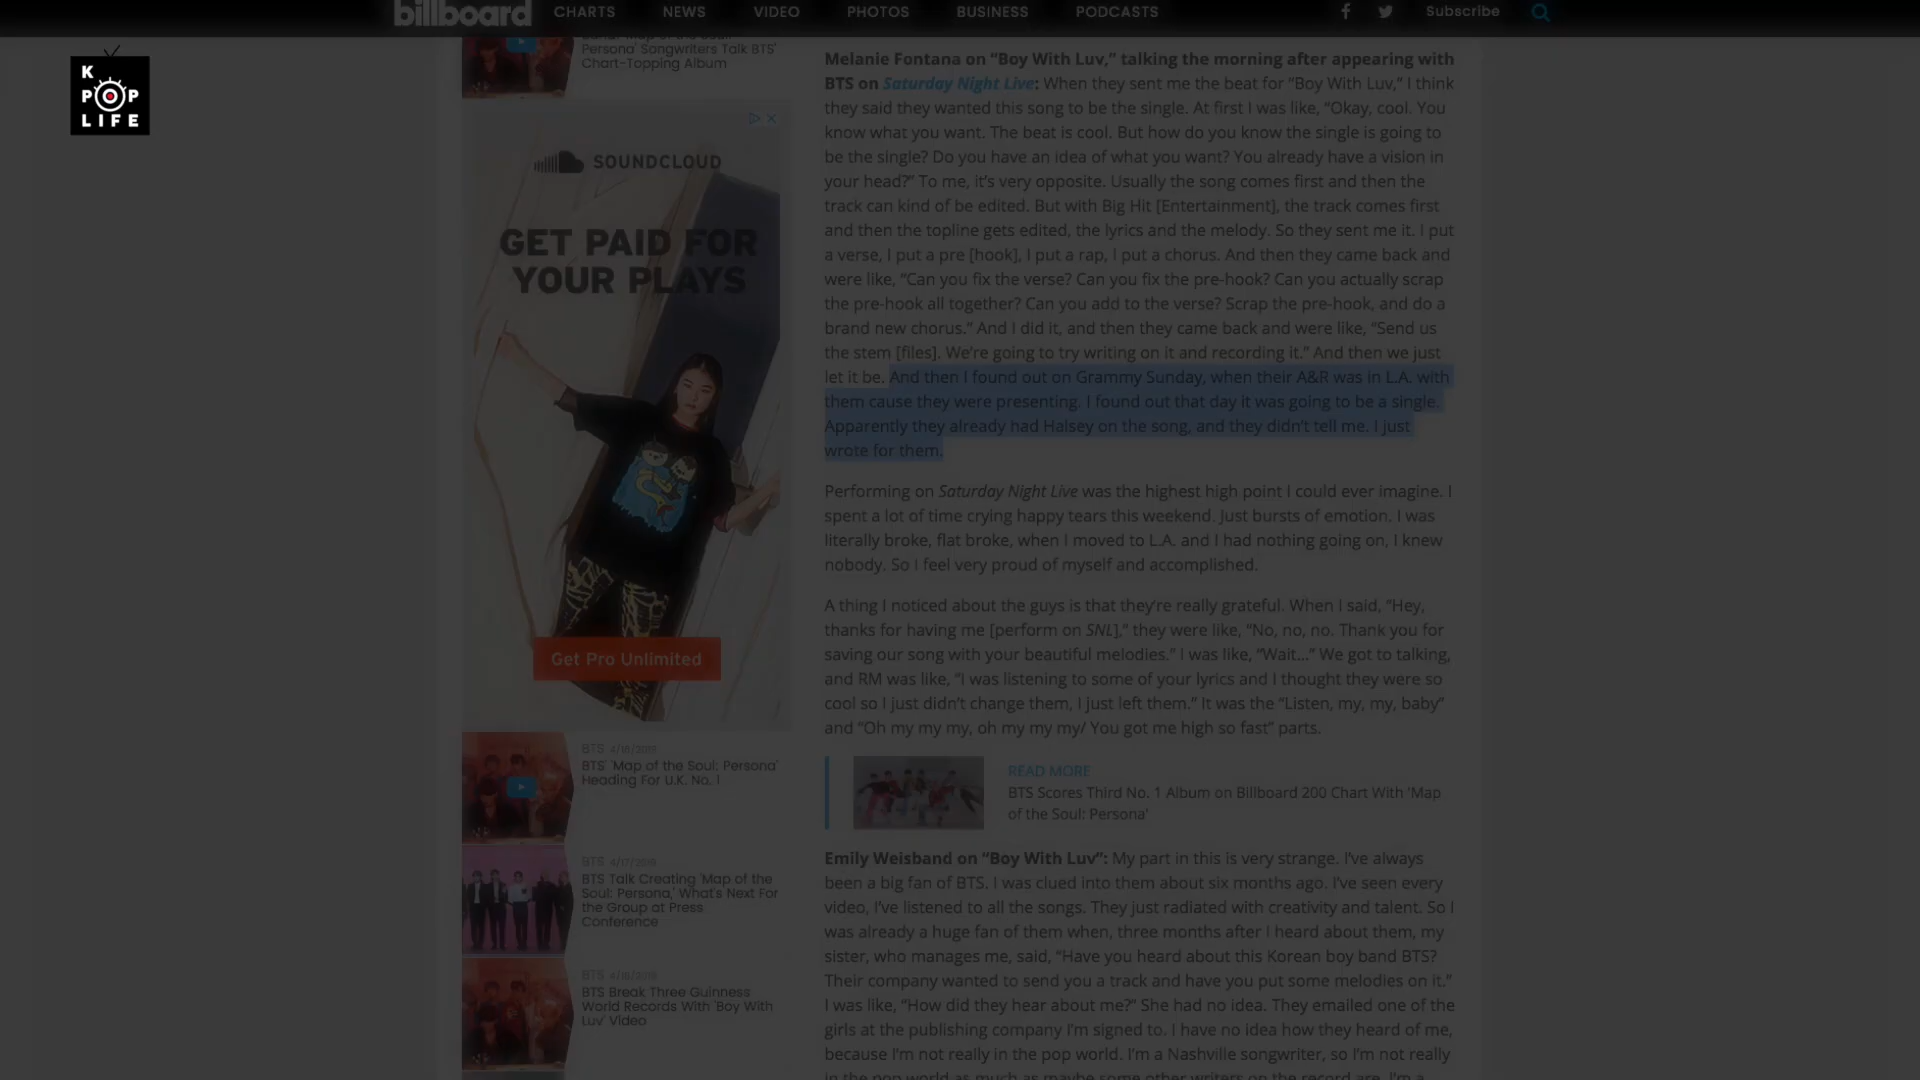 billboard
CHARTS
NEWS
VIDEO
PHOTOS
BUSINESS
PODCASTS
Subscribe
K
POP
LIFE
Persona' Songwriters Talk BTS'
Chart-Topping Album
SOUNDCLOUD
GET PAID FOR
YOUR PLAYS
Get Pro Unlimited
BTS 4/18/2019
BTS' 'Map of the Soul: Persona'
Heading For U.K. No. 1
BTS 4/17/2019
BTS Talk Creating 'Map of the
Soul: Persona,' What's Next For
the Group at Press
Conference
BTS 4/16/2019
BTS Break Three Guinness
World Records With 'Boy With
Luv' Video
Melanie Fontana on “Boy With Luv,” talking the morning after appearing with
BTS on Saturday Night Live: When they sent me the beat for “Boy With Luv,” I think
they said they wanted this song to be the single. At first I was like, “Okay, cool. You
know what you want. The beat is cool. But how do you know the single is going to
be the single? Do you have an idea of what you want? You already have a vision in
your head?” To me, it’s very opposite. Usually the song comes first and then the
track can kind of be edited. But with Big Hit [Entertainment], the track comes first
and then the topline gets edited, the lyrics and the melody. So they sent me it. I put
a verse, I put a pre [hook], I put a rap, I put a chorus. And then they came back and
were like, “Can you fix the verse? Can you fix the pre-hook? Can you actually scrap
the pre-hook all together? Can you add to the verse? Scrap the pre-hook, and do a
brand new chorus.” And I did it, and then they came back and were like, “Send us
the stem [files]. We’re going to try writing on it and recording it.” And then we just
let it be. And then I found out on Grammy Sunday, when their A&R was in L.A. with
them cause they were presenting. I found out that day it was going to be a single.
Apparently they already had Halsey on the song, and they didn’t tell me. I just
wrote for them.
Performing on Saturday Night Live was the highest high point I could ever imagine. I
spent a lot of time crying happy tears this weekend. Just bursts of emotion. I was
literally broke, flat broke, when I moved to L.A. and I had nothing going on, I knew
nobody. So I feel very proud of myself and accomplished.
A thing I noticed about the guys is that they’re really grateful. When I said, “Hey,
thanks for having me [perform on SNL],” they were like, “No, no, no. Thank you for
saving our song with your beautiful melodies.” I was like, “Wait...” We got to talking,
and RM was like, “I was listening to some of your lyrics and I thought they were so
cool so I just didn’t change them, I just left them.” It was the “Listen, my, my, baby”
and “Oh my my my, oh my my my/ You got me high so fast” parts.
READ MORE
BTS Scores Third No. 1 Album on Billboard 200 Chart With 'Map
of the Soul: Persona'
Emily Weisband on “Boy With Luv”: My part in this is very strange. I’ve always
been a big fan of BTS. I was clued into them about six months ago. I’ve seen every
video, I’ve listened to all the songs. They just radiated with creativity and talent. So I
was already a huge fan of them when, three months after I heard about them, my
sister, who manages me, said, “Have you heard about this Korean boy band BTS?
Their company wanted to send you a track and have you put some melodies on it.”
I was like, “How did they hear about me?” She had no idea. They emailed one of the
girls at the publishing company I’m signed to. I have no idea how they heard of me,
because I’m not really in the pop world. I’m a Nashville songwriter, so I’m not really
in the pop world as much as maybe some other writers on the record are. I’m a